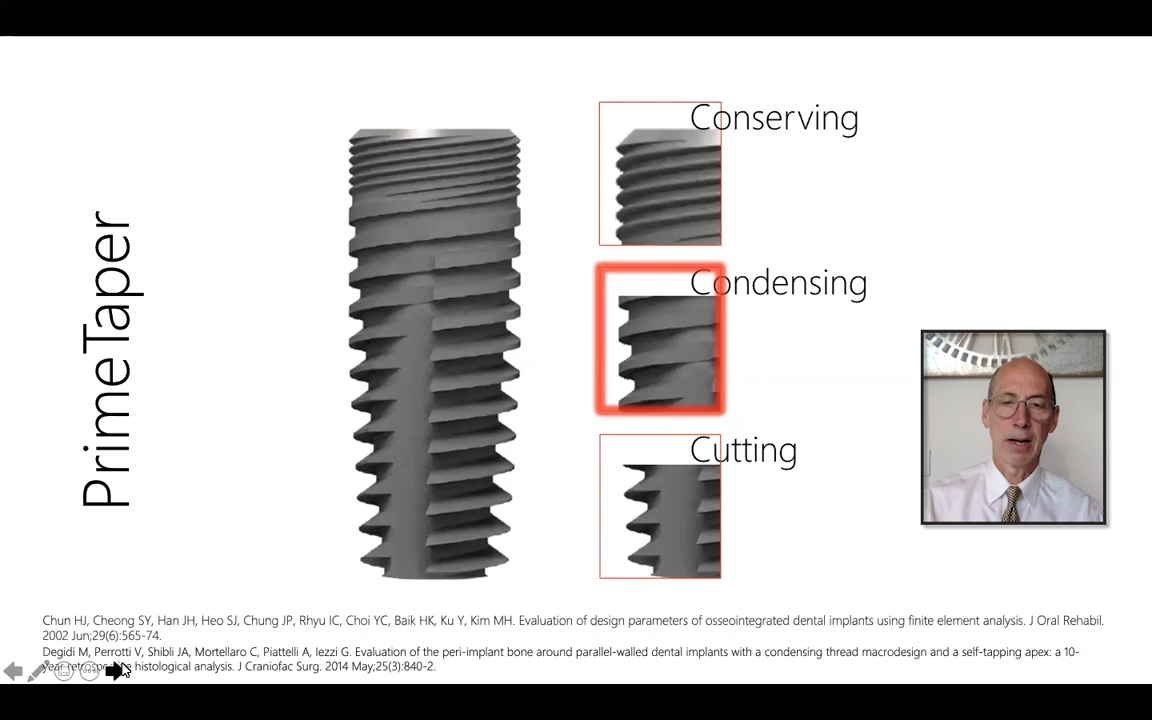 PrimeTaper
Conserving
Condensing
Cutting
Chun HJ, Cheong SY, Han JH, Heo SJ, Chung JP, Rhyu IC, Choi YC, Baik HK, Ku Y, Kim MH. Evaluation of design parameters of osseointegrated dental implants using finite element analysis. J Oral Rehabil.
2002 Jun;29(6):565-74.
Degidi M, Perrotti V, Shibli JA, Mortellaro C, Piattelli A, Iezzi G. Evaluation of the peri-implant bone around parallel-walled dental implants with a condensing thread macrodesign and a self-tapping apex: a 10-
histological analysis. J Craniofac Surg. 2014 May;25(3):840-2.